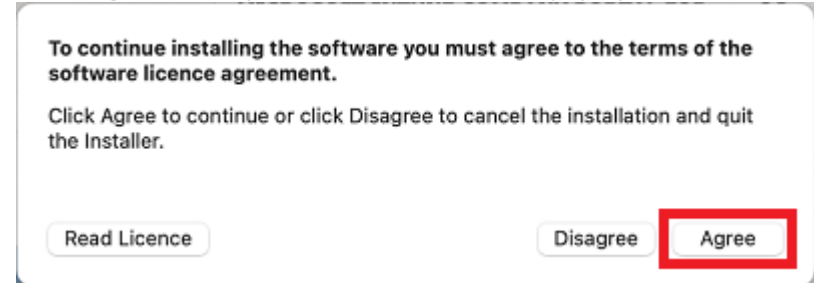 To continue installing the software you must agree to the terms of the
software licence agreement.
Click Agree to continue or click Disagree to cancel the installation and quit
the Installer.
Read Licence
Disagree
Agree